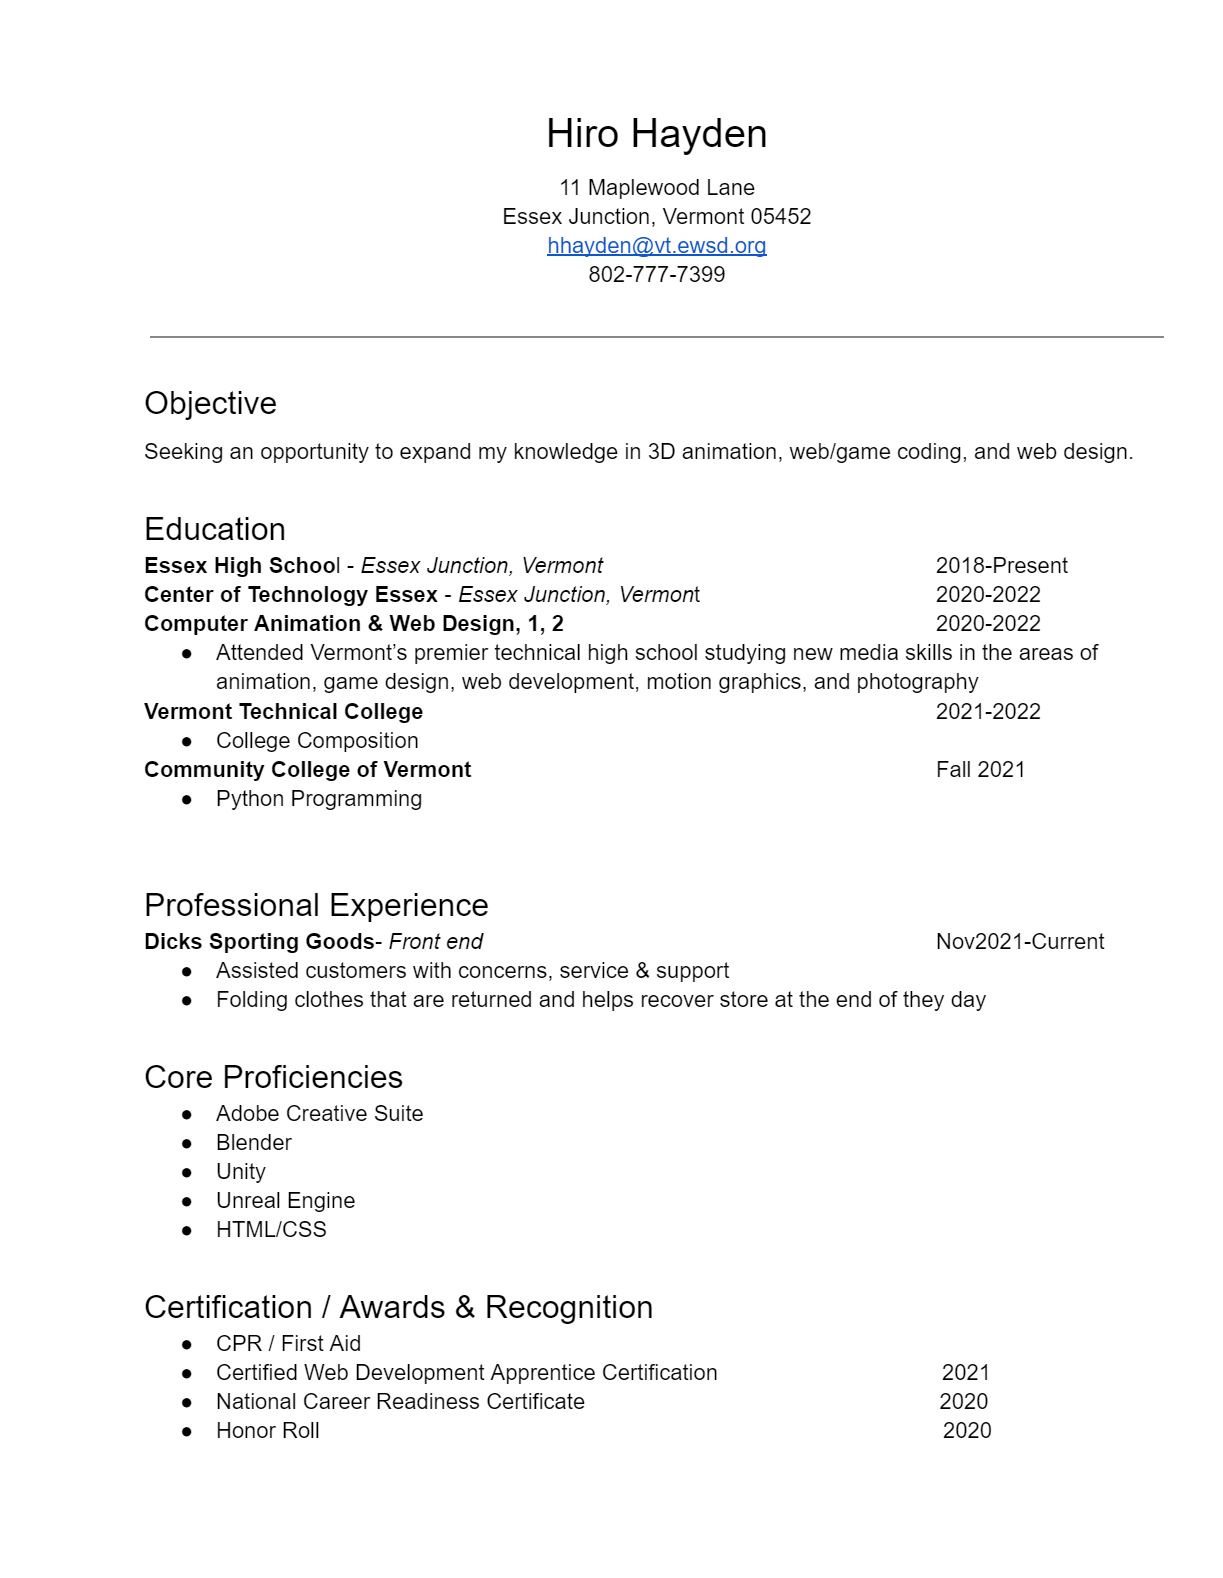 Hiro Hayden
11 Maplewood Lane
Essex Junction, Vermont 05452
hhayden@vt.ewsd.org
802-777-7399
Objective
Seeking an opportunity to expand my knowledge in 3D animation, web/game coding, and web design.
Education
Essex High School - Essex Junction, Vermont 2018-Present
Center of Technology Essex - Essex Junction, Vermont 2020-2022
Computer Animation & Web Design, 1, 2 2020-2022
● Attended Vermont’s premier technical high school studying new media skills in the areas of
animation, game design, web development, motion graphics, and photography
Vermont Technical College 2021-2022
● College Composition
Community College of Vermont Fall 2021
● Python Programming
Professional Experience
Dicks Sporting Goods- Front end Nov2021-Current
● Assisted customers with concerns, service & support
● Folding clothes that are returned and helps recover store at the end of they day
Core Proficiencies
● Adobe Creative Suite
● Blender
● Unity
● Unreal Engine
● HTML/CSS
Certification / Awards & Recognition
● CPR / First Aid
● Certified Web Development Apprentice Certification 2021
● National Career Readiness Certificate 2020
● Honor Roll 2020